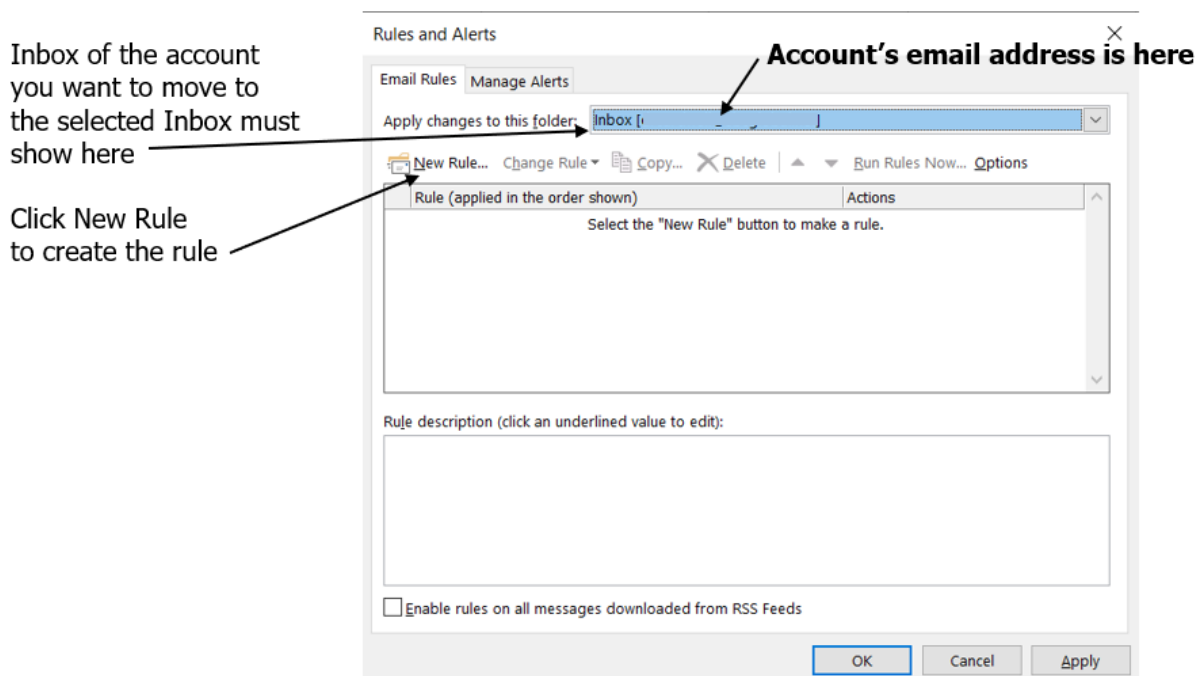 Rules and Alerts
Account's email address is here
Inbox of the account
you want to move to
the selected Inbox must
show here
Email Rules Manage Alerts
Apply changes to this folder: Inbox [
New Rule... Change Rule Copy... Delete Run Rules Now... Options
Click New Rule
to create the rule
Rule (applied in the order shown) Actions
Select the "New Rule" button to make a rule.
Rule description (click an underlined value to edit):
Enable rules on all messages downloaded from RSS Feeds
OK Cancel Apply